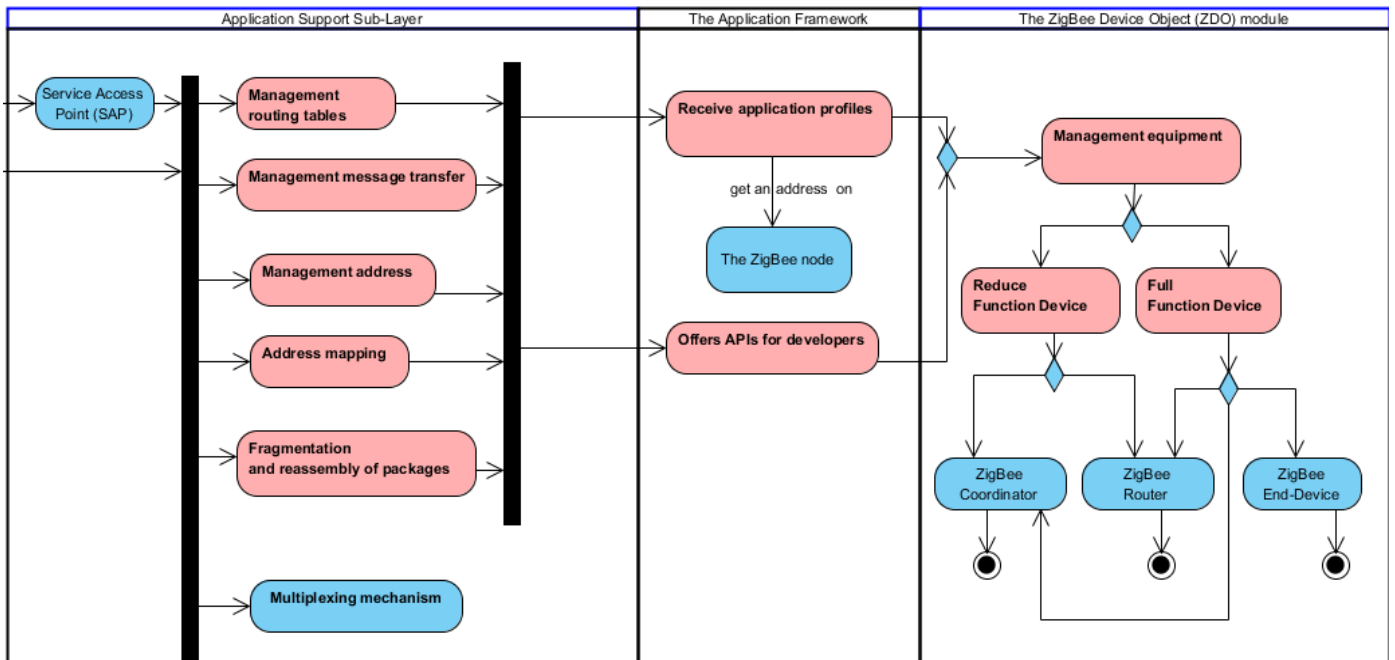 Application Support Sub-Layer
The Application Framework
The ZigBee Device Object (ZDO) module
Service Access
Point (SAP)
Management
routing tables
Management message transfer
Management address
Address mapping
Fragmentation
and reassembly of packages
Multiplexing mechanism
Receive application profiles
get an address on
The ZigBee node
Offers APIs for developers
Management equipment
Reduce
Function Device
Full
Function Device
ZigBee
Coordinator
ZigBee
Router
ZigBee
End-Device